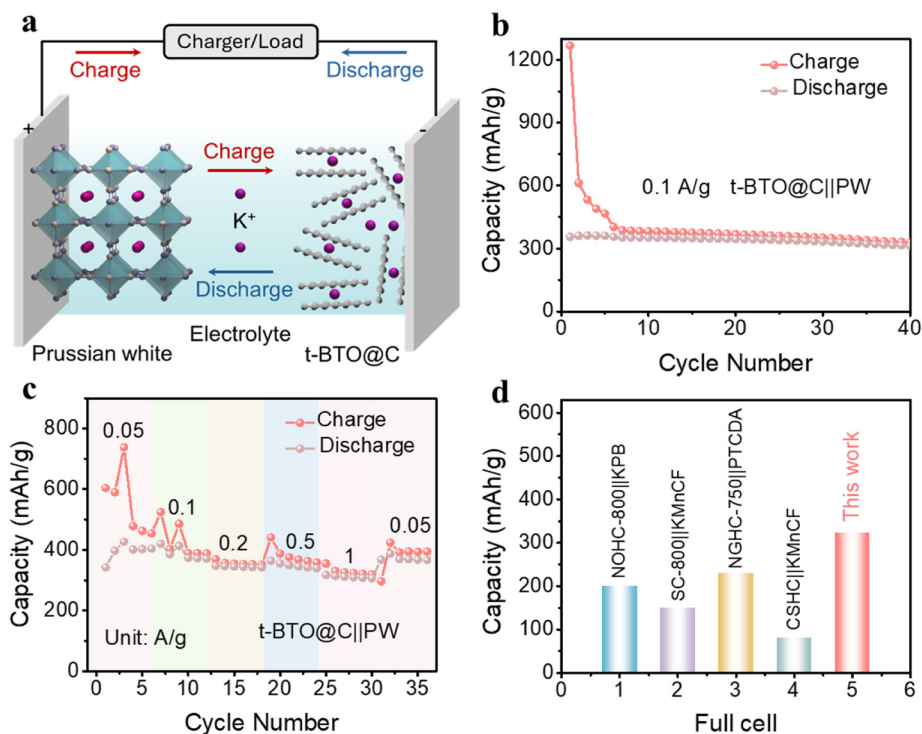 a
Charger/Load
Charge
Discharge
+
-
Charge
K+
Discharge
Electrolyte
Prussian white
t-BTO@C
b
Capacity (mAh/g)
1200
900
600
300
0
Charge
Discharge
0.1 A/g t-BTO@C||PW
0 10 20 30 40
Cycle Number
c
Capacity (mAh/g)
800
600
400
200
0
Charge
Discharge
0.05
0.1
0.2
0.5
1
0.05
Unit: A/g
t-BTO@C||PW
0 5 10 15 20 25 30 35
Cycle Number
d
Capacity (mAh/g)
600
500
400
300
200
100
0
NOHC-800||KPB
SC-800||KMnCF
NGHC-750||PTCDA
CSHC||KMnCF
This work
0 1 2 3 4 5 6
Full cell